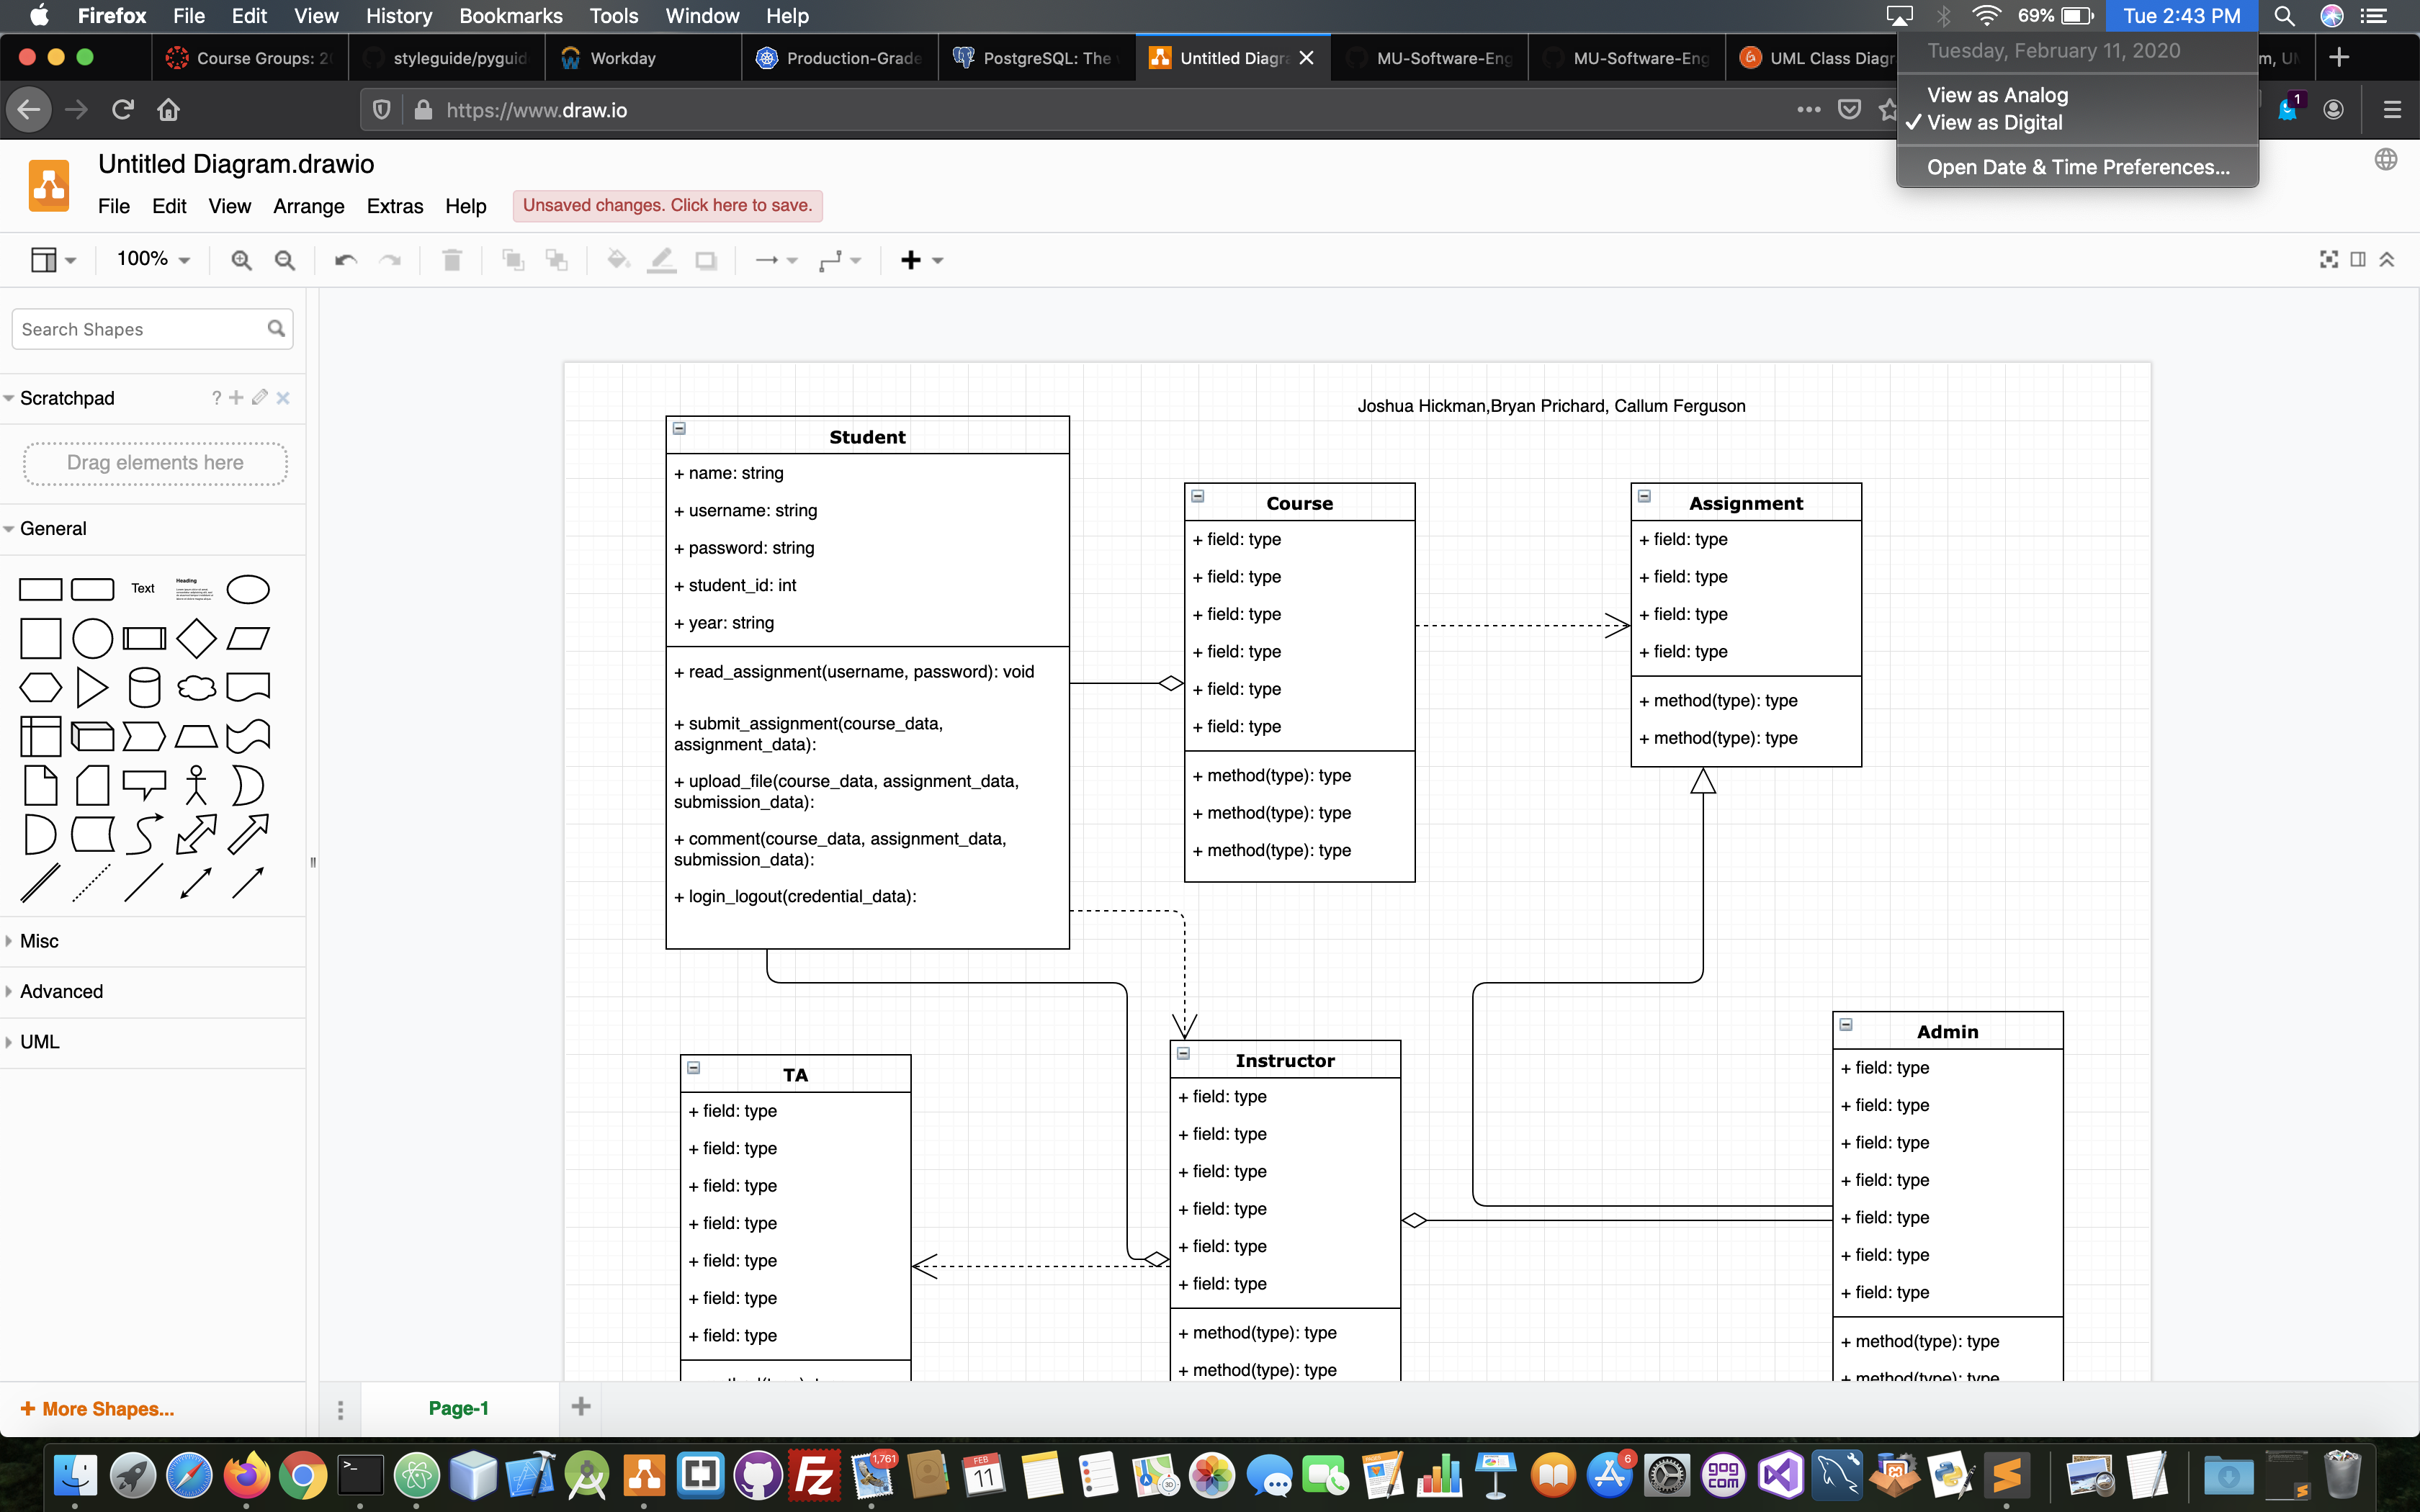 Firefox File Edit View History Bookmarks Tools Window Help 69% Tue 2:43 PM
Course Groups: 2 styleguide/pyguid Workday Production-Grade PostgreSQL: The Untitled Diagra MU-Software-Eng MU-Software-Eng UML Class Diagr
Tuesday, February 11, 2020
View as Analog
✓ View as Digital
Open Date & Time Preferences...
https://www.draw.io
1
Untitled Diagram.drawio
File Edit View Arrange Extras Help Unsaved changes. Click here to save.
100%
Search Shapes
Scratchpad
?
Drag elements here
General
Text
Heading
Misc
Advanced
UML
+ More Shapes...
Page-1
Joshua Hickman,Bryan Prichard, Callum Ferguson
Student
+ name: string
+ username: string
+ password: string
+ student_id: int
+ year: string
+ read_assignment(username, password): void
+ submit_assignment(course_data,
assignment_data):
+ upload_file(course_data, assignment_data,
submission_data):
+ comment(course_data, assignment_data,
submission_data):
+ login_logout(credential_data):
Course
+ field: type
+ field: type
+ field: type
+ field: type
+ field: type
+ field: type
+ method(type): type
+ method(type): type
+ method(type): type
Assignment
+ field: type
+ field: type
+ field: type
+ field: type
+ method(type): type
+ method(type): type
TA
+ field: type
+ field: type
+ field: type
+ field: type
+ field: type
+ field: type
+ field: type
Instructor
+ field: type
+ field: type
+ field: type
+ field: type
+ field: type
+ field: type
+ method(type): type
+ method(type): type
Admin
+ field: type
+ field: type
+ field: type
+ field: type
+ field: type
+ field: type
+ field: type
+ method(type): type
+ method(type): type
1,761
FEB
11
6
GOG
COM